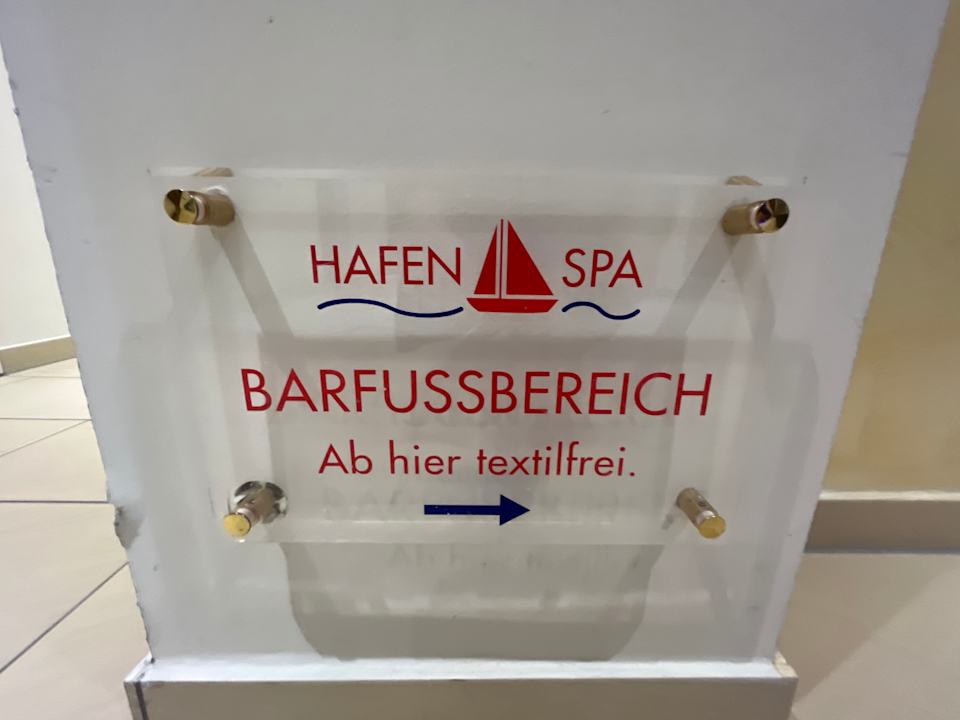 HAFEN SPA
BARFUSSBEREICH
Ab hier textilfrei.